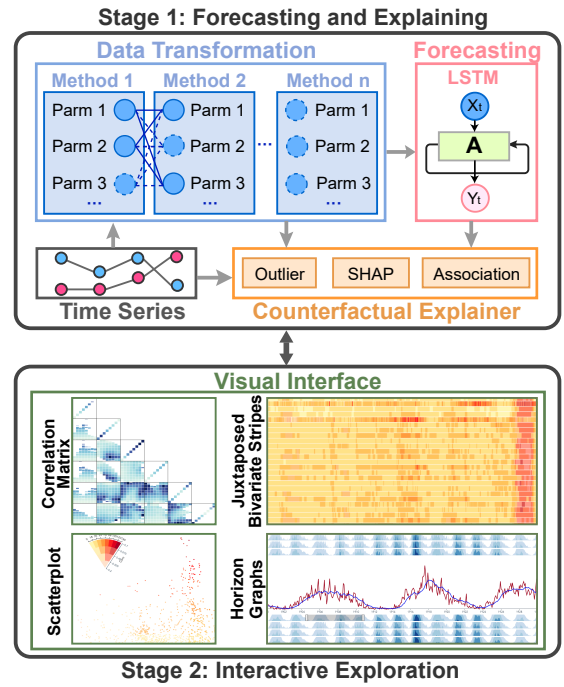 Stage 1: Forecasting and Explaining
Data Transformation
Forecasting
Method 1
Method 2
Method n
LSTM
Parm 1
Parm 1
Parm 1
Xt
Parm 2
Parm 2
...
Parm 2
A
Parm 3
Parm 3
Parm 3
Yt
...
...
...
Outlier
SHAP
Association
Time Series
Counterfactual Explainer
Visual Interface
Correlation
Matrix
Juxtaposed
Bivariate Stripes
Scatterplot
Horizon
Graphs
Stage 2: Interactive Exploration